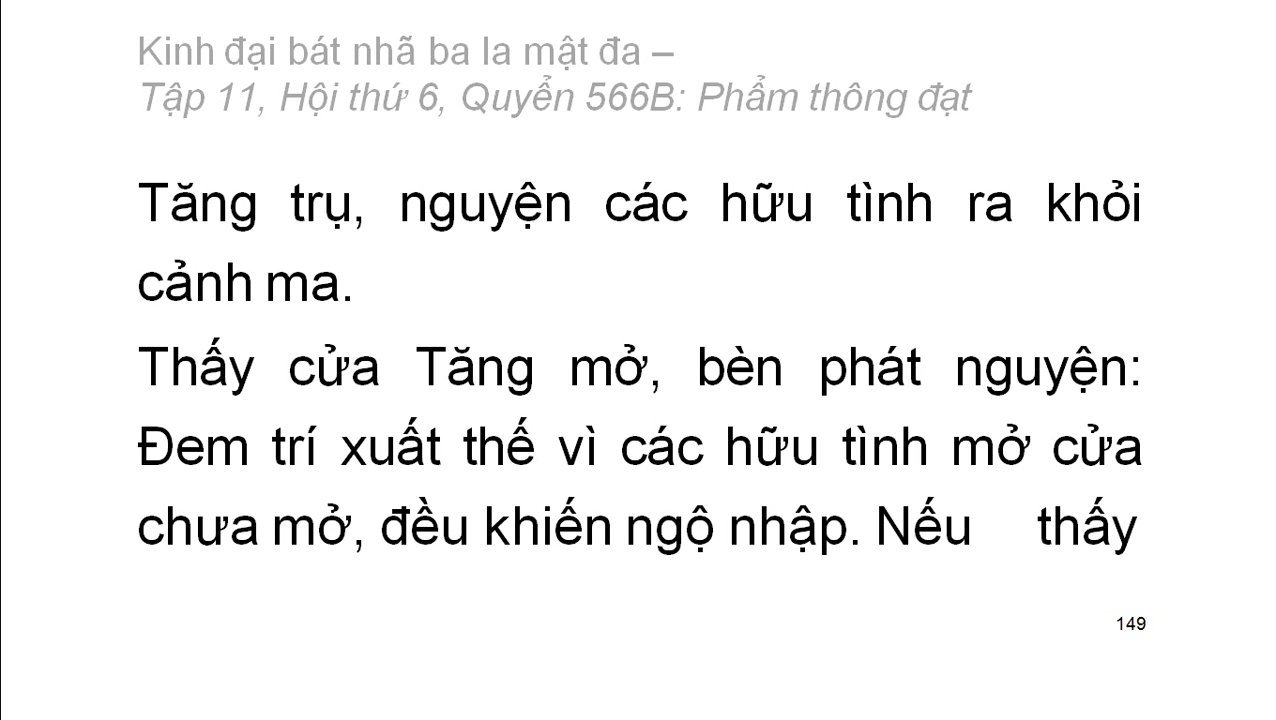 Kinh đại bát nhã ba la mật đa –
Tập 11, Hội thứ 6, Quyển 566B: Phẩm thông đạt
Tăng trụ, nguyện các hữu tình ra khỏi
cảnh ma.
Thấy cửa Tăng mở, bèn phát nguyện:
Đem trí xuất thế vì các hữu tình mở cửa
chưa mở, đều khiến ngộ nhập. Nếu thấy
149